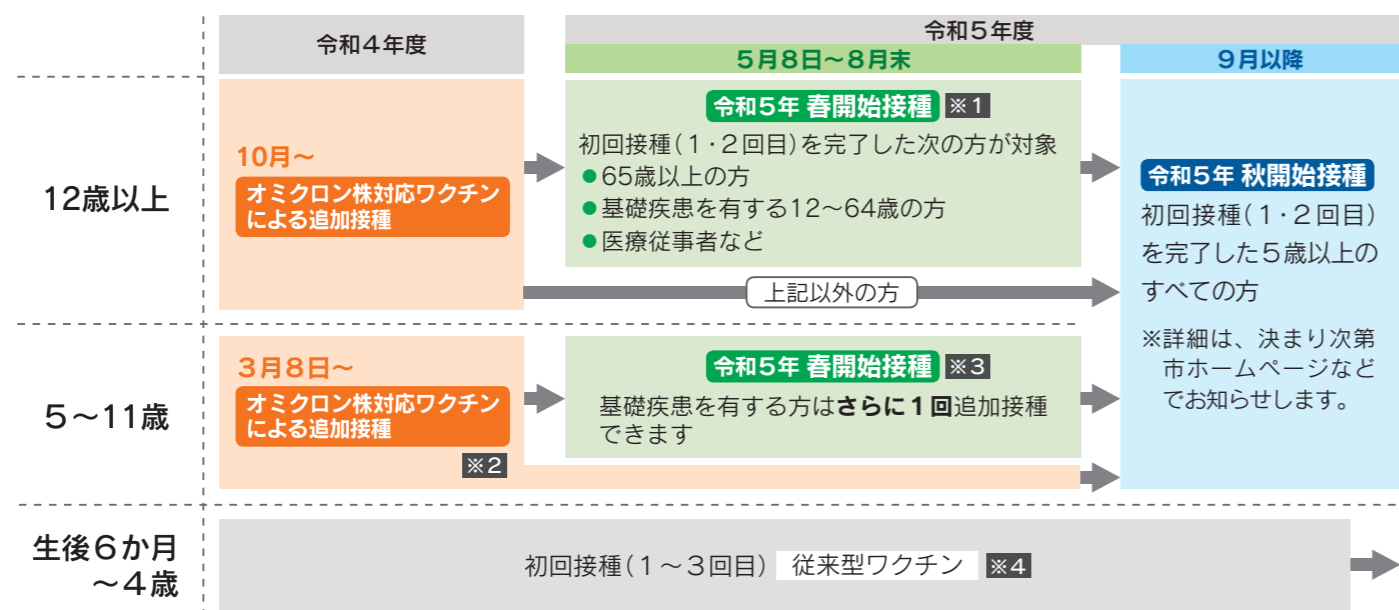 令和4年度
令和5年度
5月8日～8月末
9月以降
12歳以上
10月～
オミクロン株対応ワクチン
による追加接種
令和5年 春開始接種 ※1
初回接種（1・2回目）を完了した次の方が対象
●65歳以上の方
●基礎疾患を有する12～64歳の方
●医療従事者など
上記以外の方
令和5年 秋開始接種
初回接種（1・2回目）
を完了した5歳以上の
すべての方
※詳細は、決まり次第
市ホームページなど
でお知らせします。
5～11歳
3月8日～
オミクロン株対応ワクチン
による追加接種
※2
令和5年 春開始接種 ※3
基礎疾患を有する方はさらに1回追加接種
できます
生後6か月
～4歳
初回接種（1～3回目） 従来型ワクチン ※4